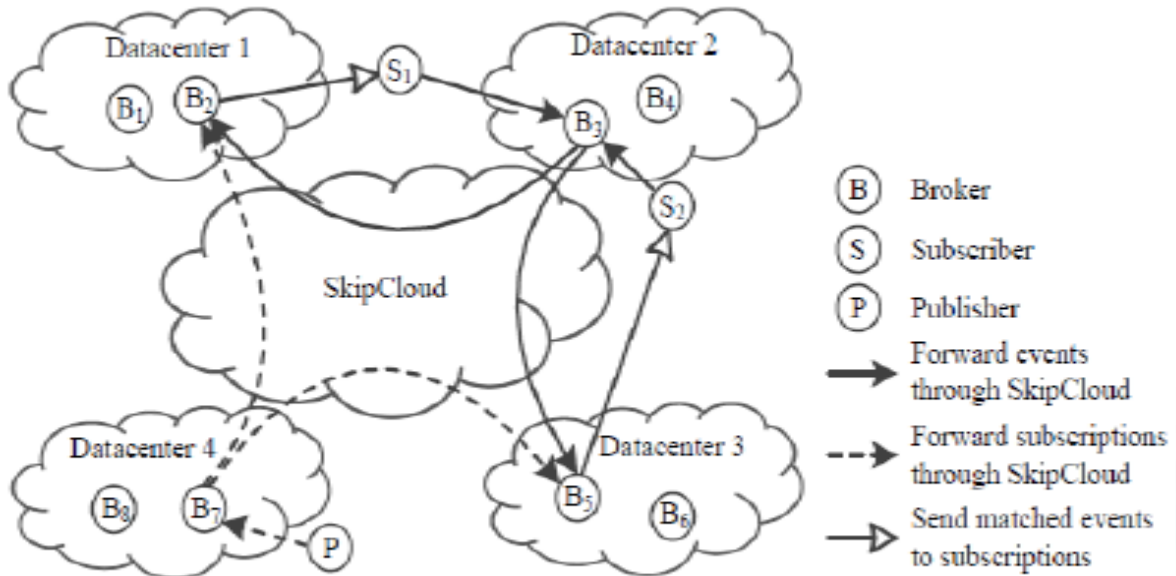 Datacenter 1
B1
B2
S1
Datacenter 2
B4
B3
S2
SkipCloud
Datacenter 4
B8
B7
P
Datacenter 3
B5
B6
B Broker
S Subscriber
P Publisher
Forward events
through SkipCloud
Forward subscriptions
through SkipCloud
Send matched events
to subscriptions